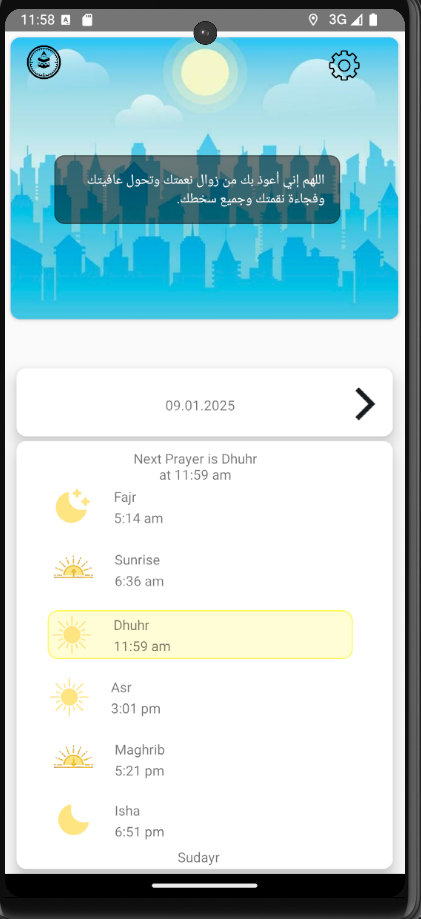 11:58
3G
اللهم إني أعوذ بك من زوال نعمتك وتحول عافيتك
وفجاءة نقمتك وجميع سخطك.
09.01.2025
Next Prayer is Dhuhr
at 11:59 am
Fajr
5:14 am
Sunrise
6:36 am
Dhuhr
11:59 am
Asr
3:01 pm
Maghrib
5:21 pm
Isha
6:51 pm
Sudayr